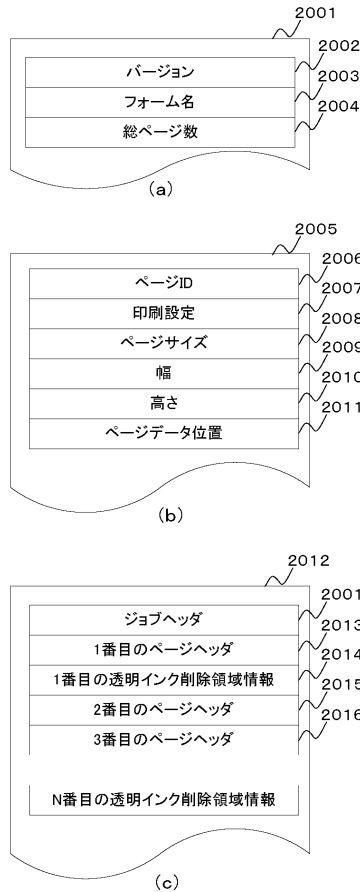 2001
2002
バージョン
2003
フォーム名
2004
総ページ数
(a)
2005
2006
ページID
2007
印刷設定
2008
ページサイズ
2009
幅
2010
高さ
2011
ページデータ位置
(b)
2012
2001
ジョブヘッダ
2013
1番目のページヘッダ
2014
1番目の透明インク削除領域情報
2015
2番目のページヘッダ
2016
3番目のページヘッダ
N番目の透明インク削除領域情報
(c)